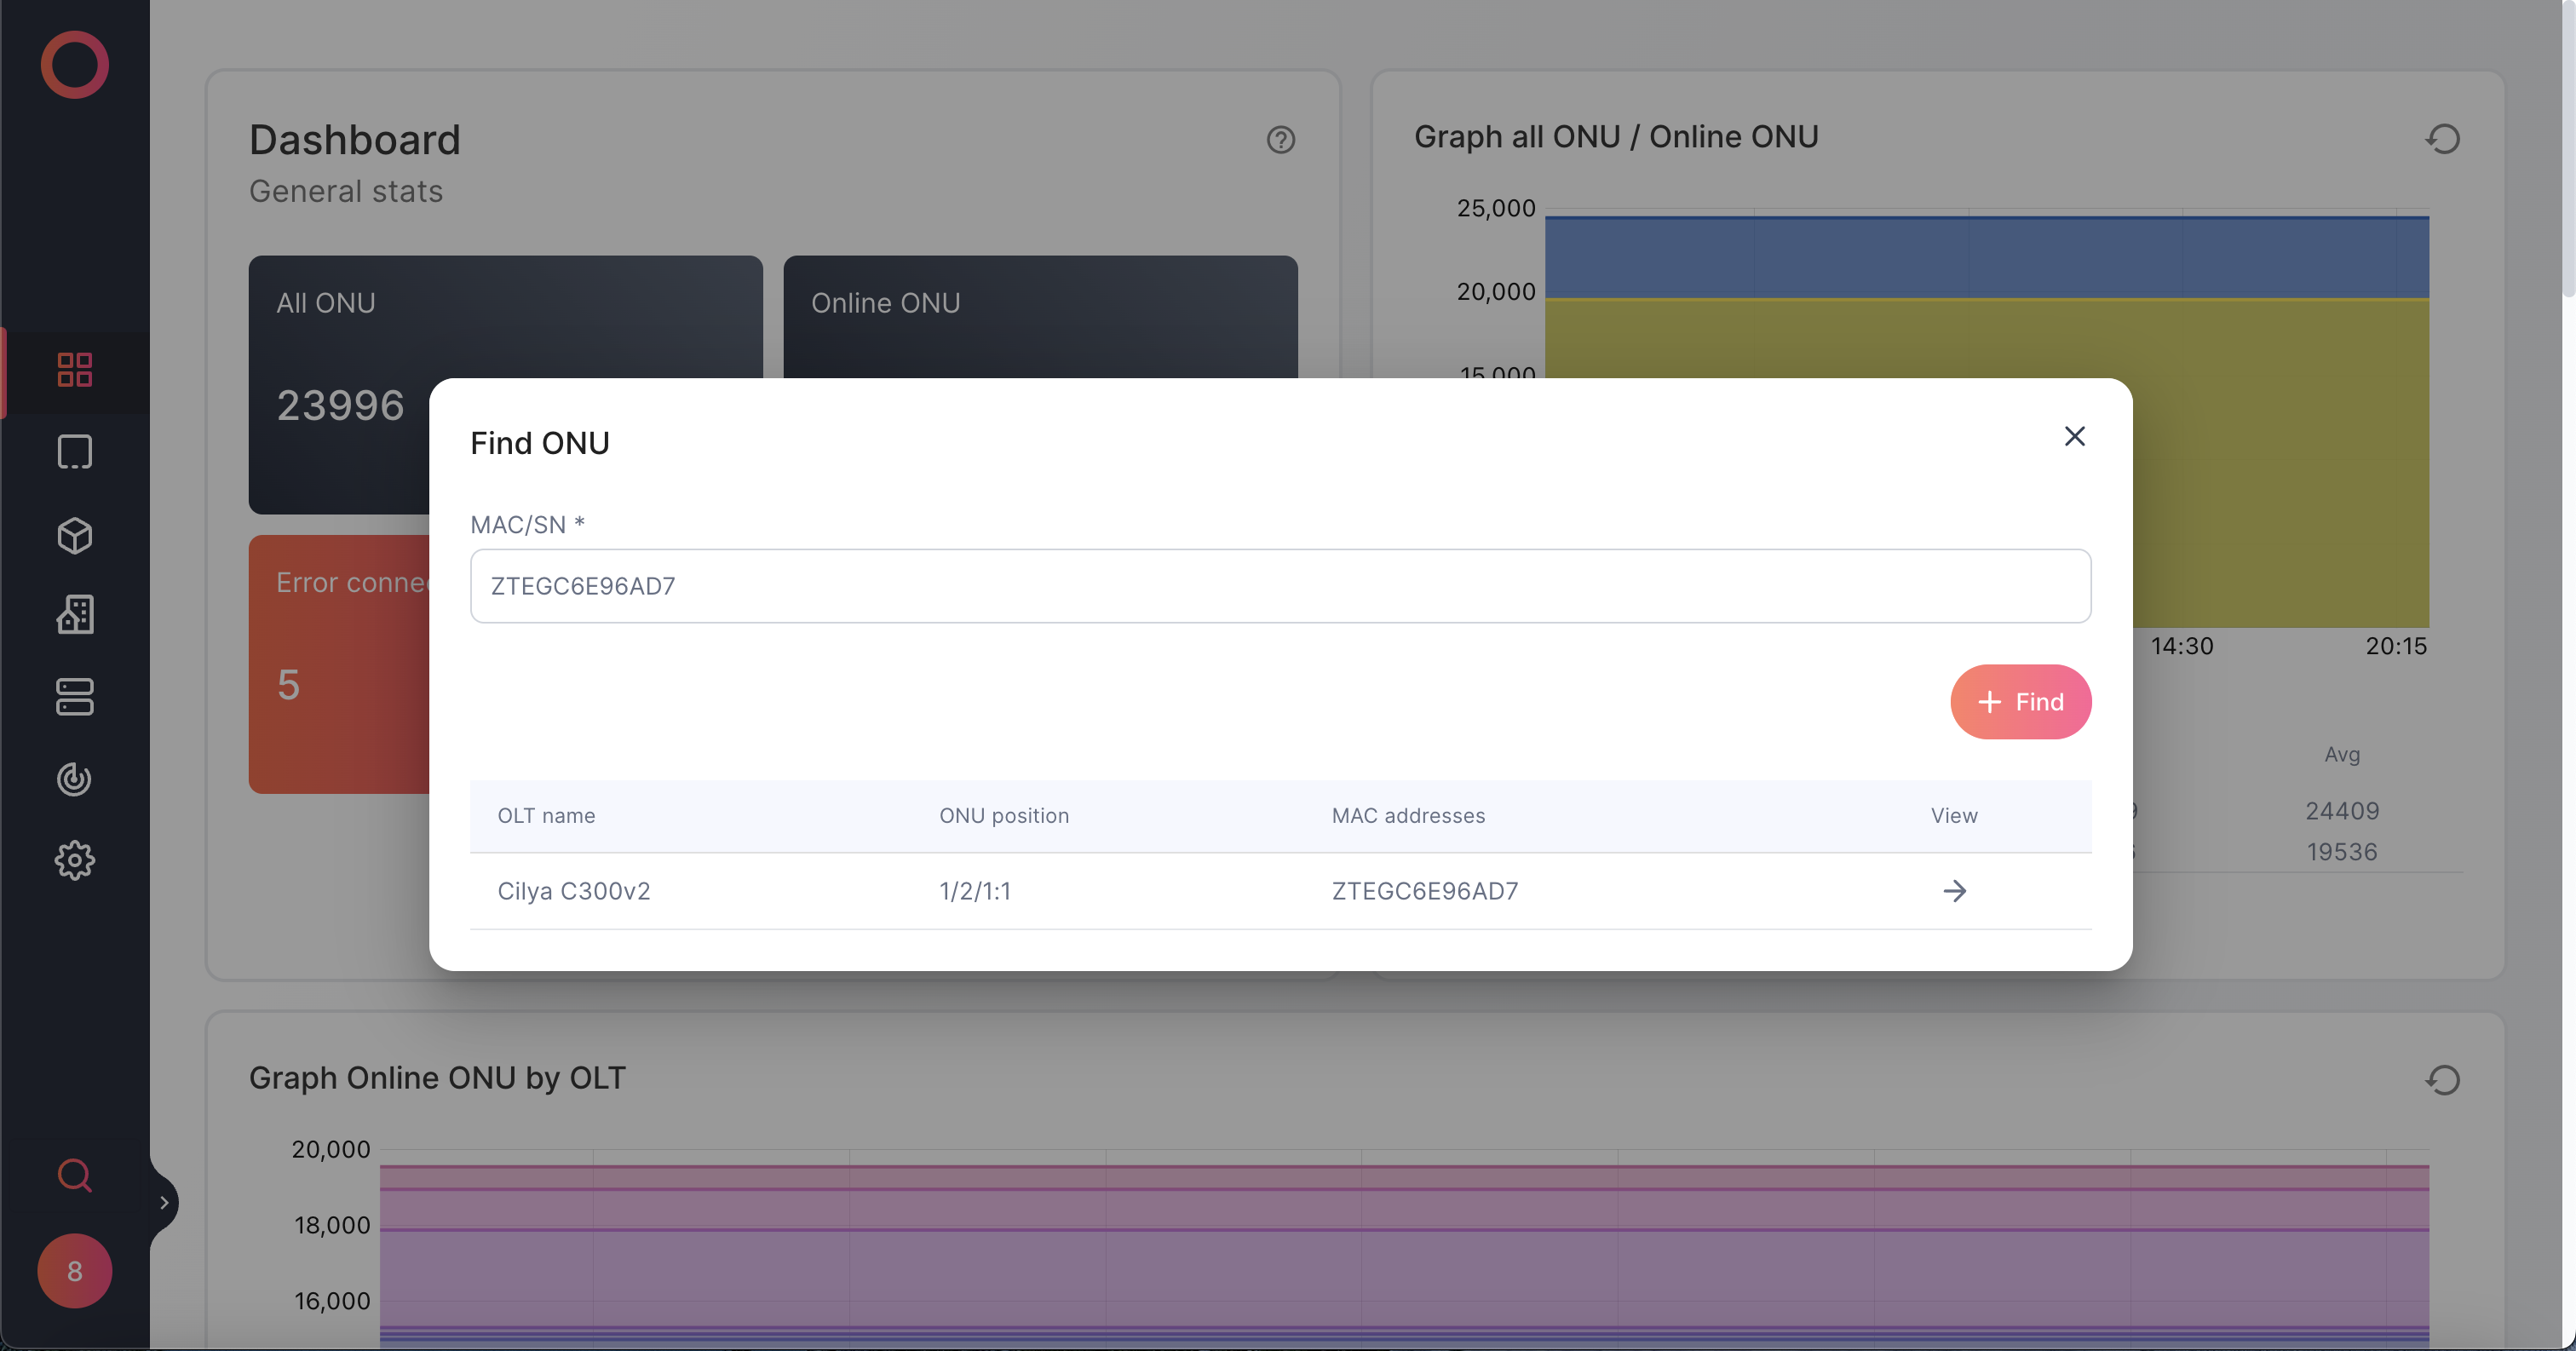 Dashboard
General stats
All ONU
23996
Online ONU
Error
5
Graph all ONU / Online ONU
25,000
20,000
15,000
14:30 20:15
Avg
24409
19536
Find ONU
MAC/SN *
ZTEGC6E96AD7
Find
OLT name ONU position MAC addresses View
Cilya C300v2 1/2/1:1 ZTEGC6E96AD7
Graph Online ONU by OLT
20,000
18,000
16,000
8